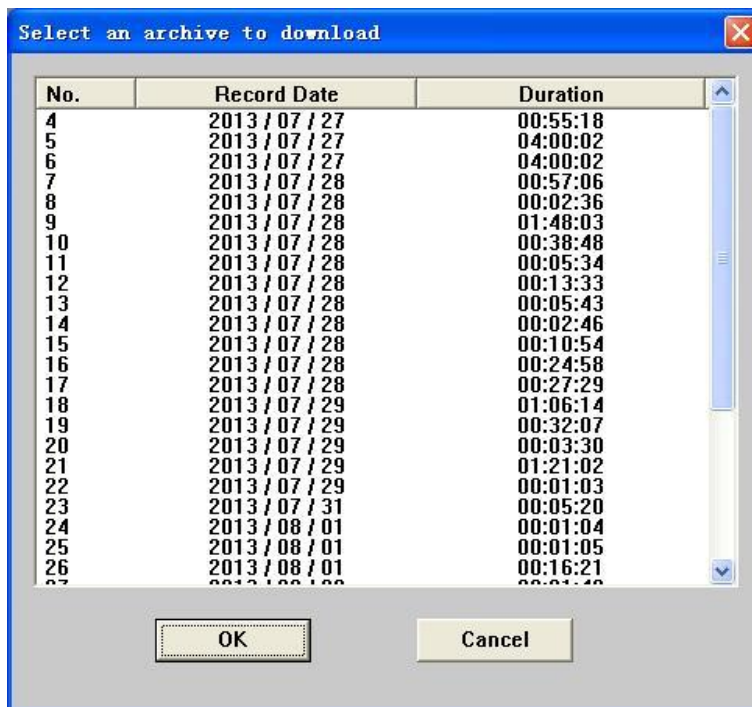 Select an archive to download
No. Record Date Duration
4 2013 / 07 / 27 00:55:18
5 2013 / 07 / 27 04:00:02
6 2013 / 07 / 27 04:00:02
7 2013 / 07 / 28 00:57:06
8 2013 / 07 / 28 00:02:36
9 2013 / 07 / 28 01:48:03
10 2013 / 07 / 28 00:38:48
11 2013 / 07 / 28 00:05:34
12 2013 / 07 / 28 00:13:33
13 2013 / 07 / 28 00:05:43
14 2013 / 07 / 28 00:02:46
15 2013 / 07 / 28 00:10:54
16 2013 / 07 / 28 00:24:58
17 2013 / 07 / 28 00:27:29
18 2013 / 07 / 29 01:06:14
19 2013 / 07 / 29 00:32:07
20 2013 / 07 / 29 00:03:30
21 2013 / 07 / 29 01:21:02
22 2013 / 07 / 29 00:01:03
23 2013 / 07 / 31 00:05:20
24 2013 / 08 / 01 00:01:04
25 2013 / 08 / 01 00:01:05
26 2013 / 08 / 01 00:16:21
OK Cancel